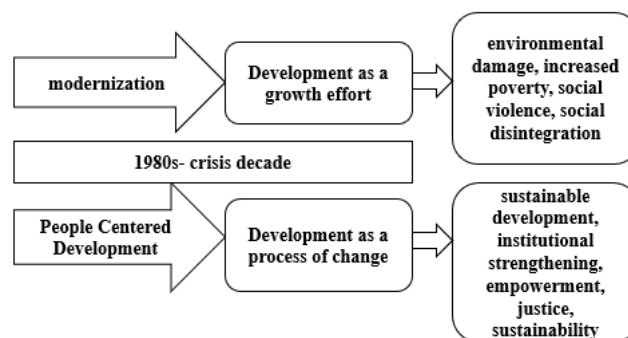 modernization
Development as a
growth effort
environmental
damage, increased
poverty, social
violence, social
disintegration
1980s- crisis decade
People Centered
Development
Development as a
process of change
sustainable
development,
institutional
strengthening,
empowerment,
justice,
sustainability